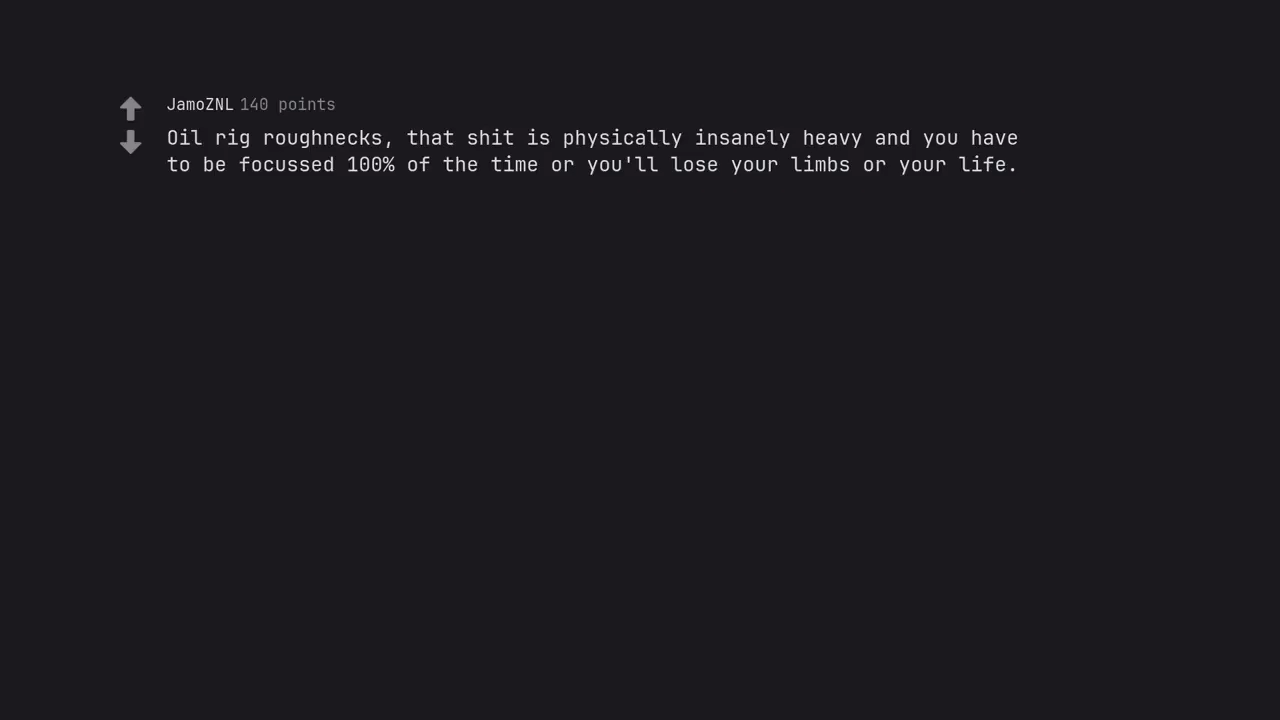 JamoZNL 140 points
Oil rig roughnecks, that shit is physically insanely heavy and you have
to be focussed 100% of the time or you'll lose your limbs or your life.